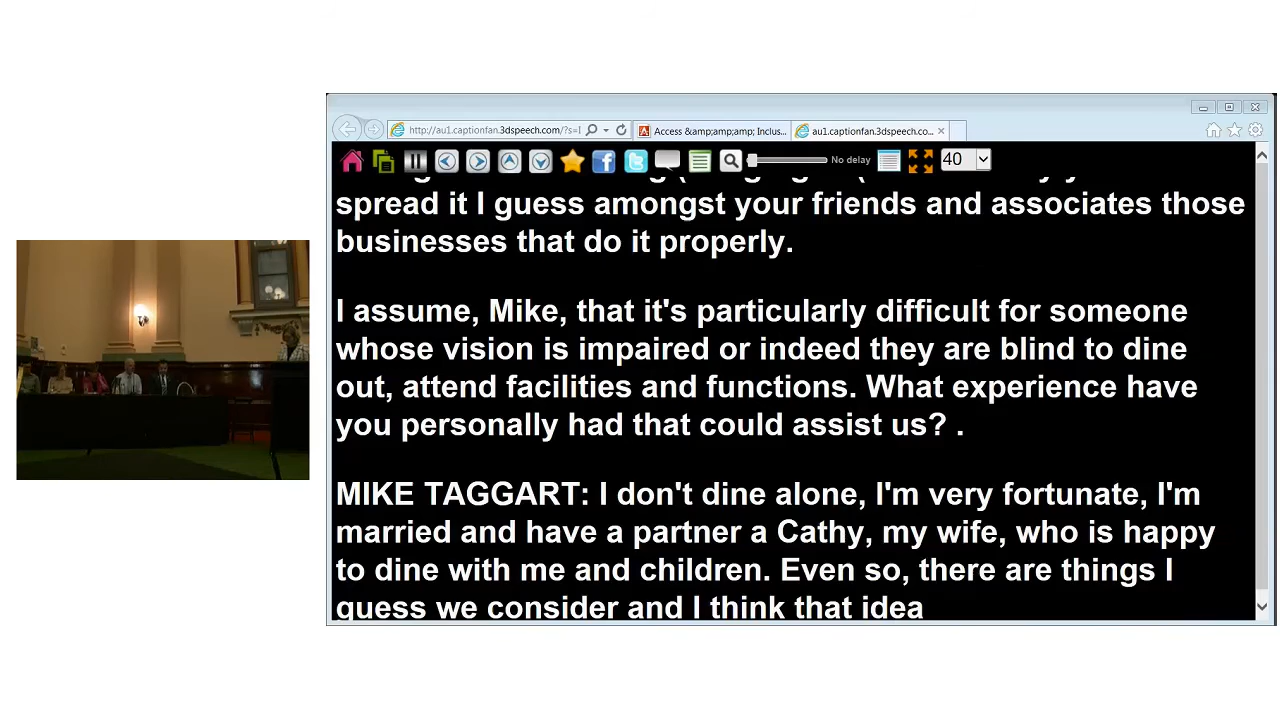 http://au1.captionfan.3dspeech.com/?s=I
Access &amp;amp;amp; Inclus...
au1.captionfan.3dspeech.co...
No delay
40
spread it I guess amongst your friends and associates those
businesses that do it properly.
I assume, Mike, that it's particularly difficult for someone
whose vision is impaired or indeed they are blind to dine
out, attend facilities and functions. What experience have
you personally had that could assist us? .
MIKE TAGGART: I don't dine alone, I'm very fortunate, I'm
married and have a partner a Cathy, my wife, who is happy
to dine with me and children. Even so, there are things I
guess we consider and I think that idea